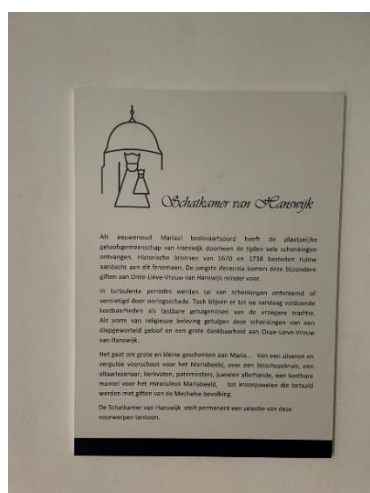 Schatkamer van Hanswijk
Als eeuwenoud Mariaal bedevaartsoord heeft de plaatselijke
geloofsgemeenschap van Hanswijk doorheen de tijden vele schenkingen
ontvangen. Historische bronnen van 1670 en 1738 besteden ruime
aandacht aan dit fenomeen. De jongste decennia komen deze bijzondere
giften aan Onze-Lieve-Vrouw van Hanswijk minder voor.
In turbulente periodes werden tal van schenkingen ontvreemd of
vernietigd door oorlogsschade. Toch blijven er tot op vandaag voldoende
kostbaarheden als tastbare getuigenissen van de vroegere traditie.
Als vorm van religieuze beleving getuigen deze schenkingen van een
diepgeworteld geloof en een grote dankbaarheid aan Onze-Lieve-Vrouw
van Hanswijk.
Het gaat om grote en kleine geschenken aan Maria... Van een zilveren en
vergulde voorschoot voor het Mariabeeld, over een bisschopskruis, een
altaarlezenaar, kerkvaten, paternosters, juwelen allerhande, een kostbare
mantel voor het miraculeus Mariabeeld, tot kroonjuwelen die betaald
werden met giften van de Mechelse bevolking.
De Schatkamer van Hanswijk stelt permanent een selectie van deze
voorwerpen tentoon.